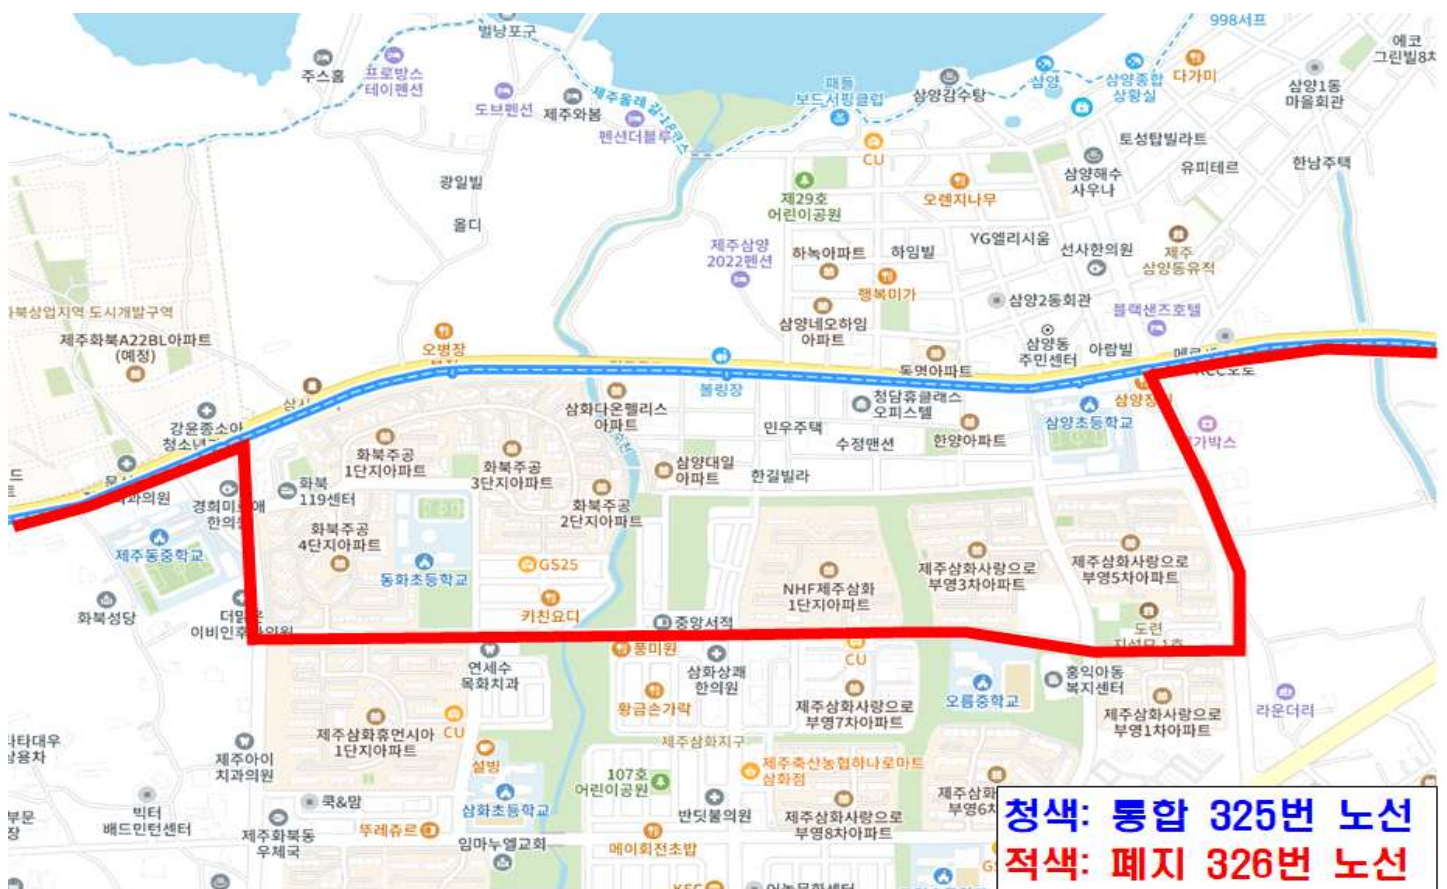 998서프
벌낭포구
에코
그린빌8차
주스홈
프로방스
테이펜션
도브펜션
제주와봄
제주올레 길-18코스
펜션더블루
패들
보드서핑클럽
삼양감수탕
삼양
삼양종합
상황실
다가미
삼양1동
마을회관
CU
토성탑빌라트
유피테르
한남주택
삼양해수
사우나
광일빌
올디
제29호
어린이공원
오렌지나무
YG엘리시움
선사한의원
제주
삼양동유적
제주삼양
2022펜션
하녹아파트
하임빌
행복미가
삼양2동회관
블랙샌즈호텔
화북상업지역 도시개발구역
제주화북A22BL아파트
(예정)
오병장
삼양네오하임
아파트
동명아파트
삼양동
주민센터
아람빌
볼링장
강윤종소아
삼화다온펠리스
아파트
청담휴클래스
오피스텔
민우주택
수정맨션
한양아파트
삼양초등학교
화북주공
1단지아파트
화북주공
3단지아파트
삼양대일
아파트
한길빌라
화북
119센터
화북주공
2단지아파트
화북주공
4단지아파트
제주동중학교
동화초등학교
GS25
키친요디
NHF제주삼화
1단지아파트
제주삼화사랑으로
부영3차아파트
제주삼화사랑으로
부영5차아파트
화북성당
중앙서적
도련
풍미원
CU
연세수
목화치과
삼화상쾌
한의원
홍익아동
복지센터
오름중학교
황금손가락
제주삼화사랑으로
부영7차아파트
제주삼화사랑으로
부영1차아파트
라운더리
제주삼화휴먼시아
1단지아파트
CU
제주삼화지구
제주아이
치과의원
설빙
107호
어린이공원
제주축산농협하나로마트
삼화점
쿡&맘
삼화초등학교
반딧불의원
제주삼화사랑으로
부영8차아파트
빅터
배드민턴센터
제주화북동
우체국
뚜레쥬르
임마누엘교회
메이회전초밥
청색: 통합 325번 노선
적색: 폐지 326번 노선